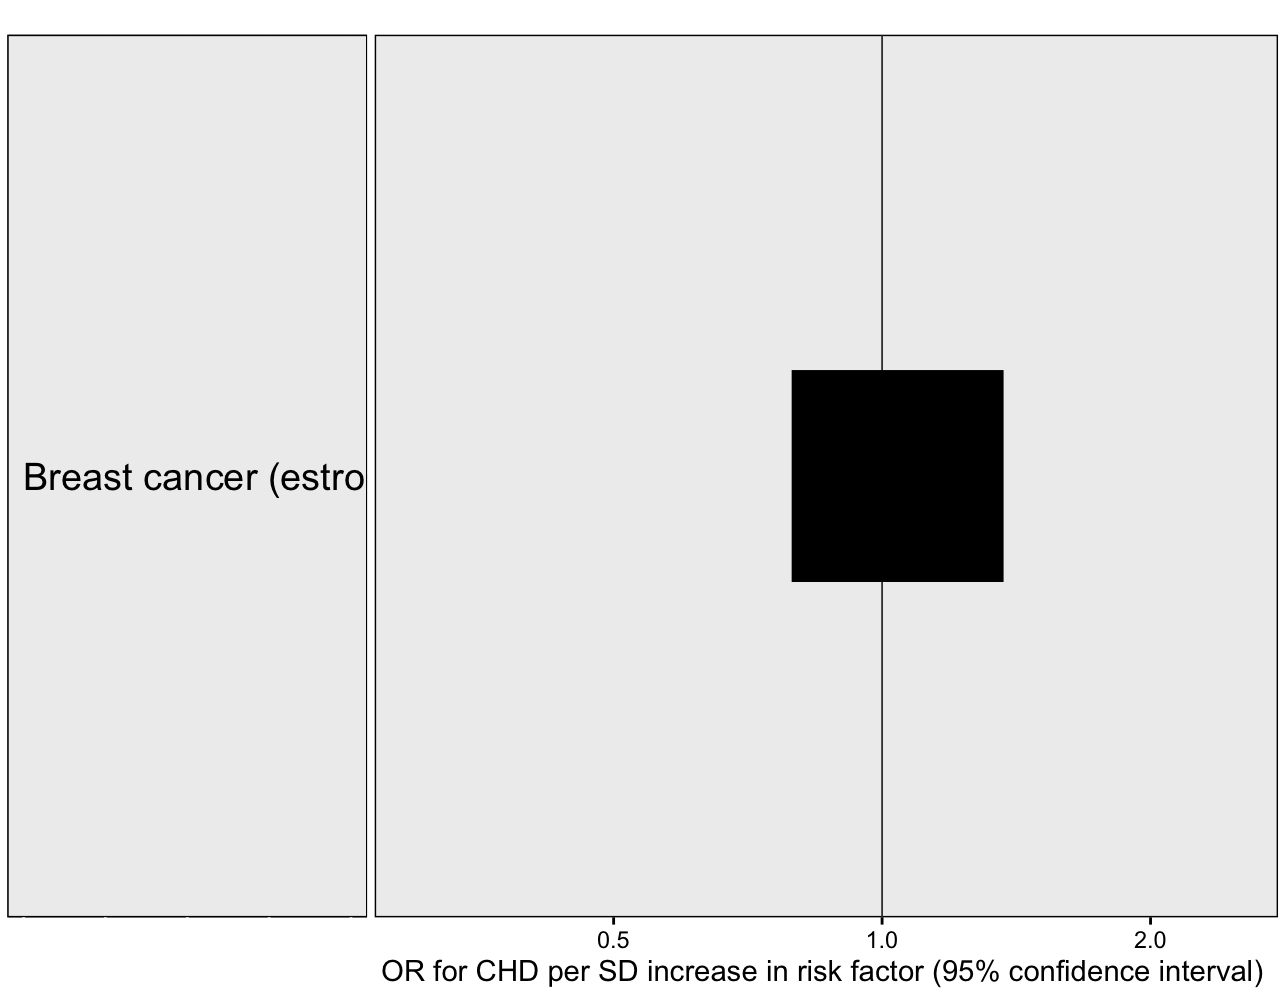 Breast cancer (estro
0.5 1.0 2.0
OR for CHD per SD increase in risk factor (95% confidence interval)